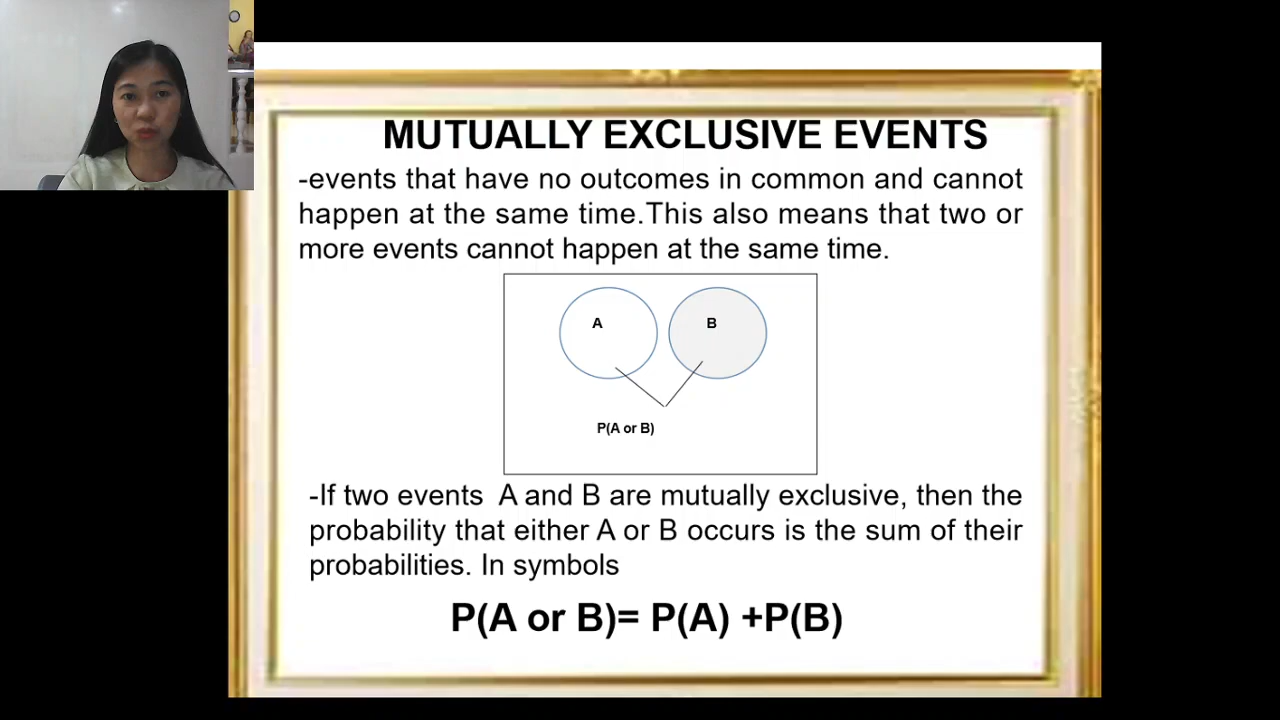 MUTUALLY EXCLUSIVE EVENTS
-events that have no outcomes in common and cannot
happen at the same time.This also means that two or
more events cannot happen at the same time.
A B
P(A or B)
-If two events A and B are mutually exclusive, then the
probability that either A or B occurs is the sum of their
probabilities. In symbols
P(A or B)= P(A) +P(B)